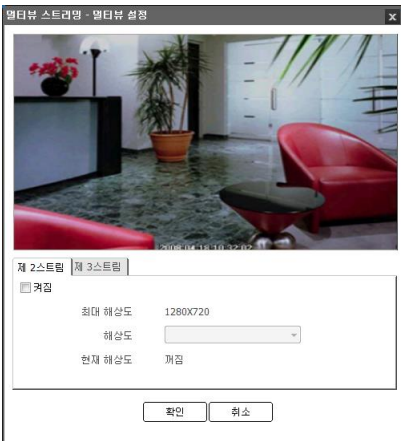 멀티뷰 스트리밍 - 멀티뷰 설정
x
2008-04-18 10:37:02
제 2스트림 제 3스트림
켜짐
최대 해상도 1280X720
해상도
현재 해상도 꺼짐
확인 취소